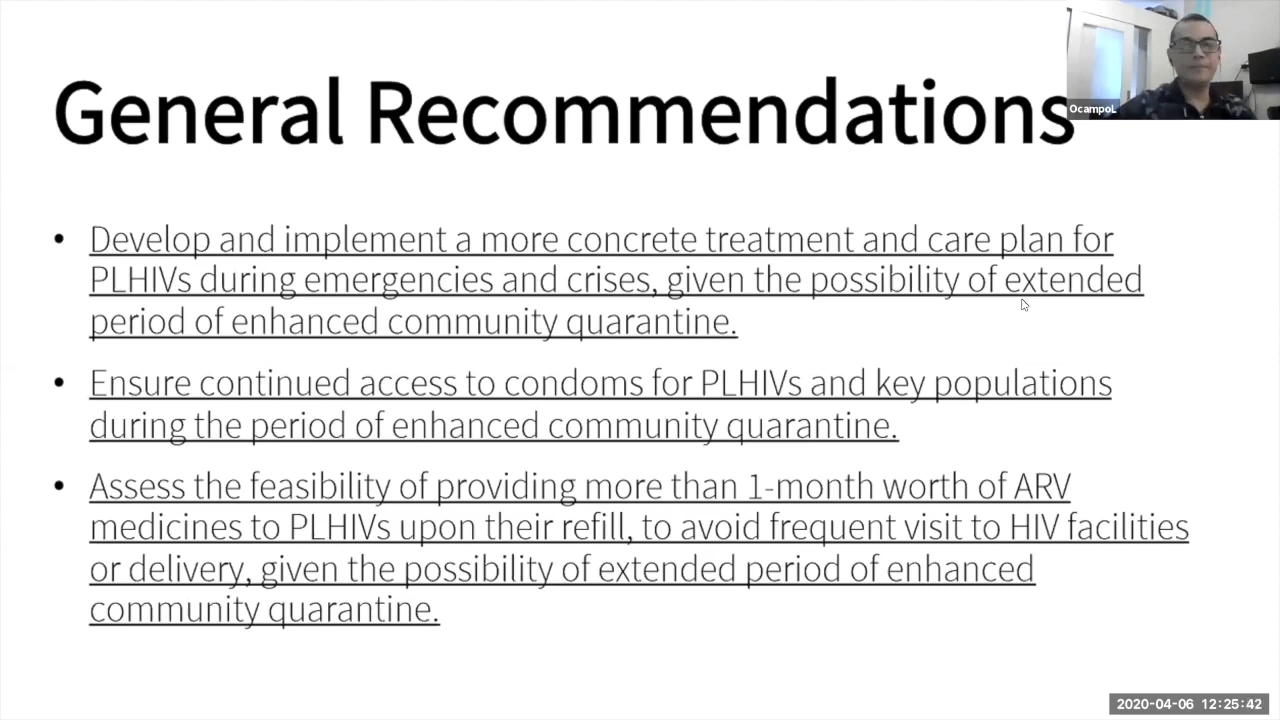 General Recommendations
OcampoL
• Develop and implement a more concrete treatment and care plan for
PLHIVs during emergencies and crises, given the possibility of extended
period of enhanced community quarantine.
• Ensure continued access to condoms for PLHIVs and key populations
during the period of enhanced community quarantine.
• Assess the feasibility of providing more than 1-month worth of ARV
medicines to PLHIVs upon their refill, to avoid frequent visit to HIV facilities
or delivery, given the possibility of extended period of enhanced
community quarantine.
2020-04-06 12:25:42